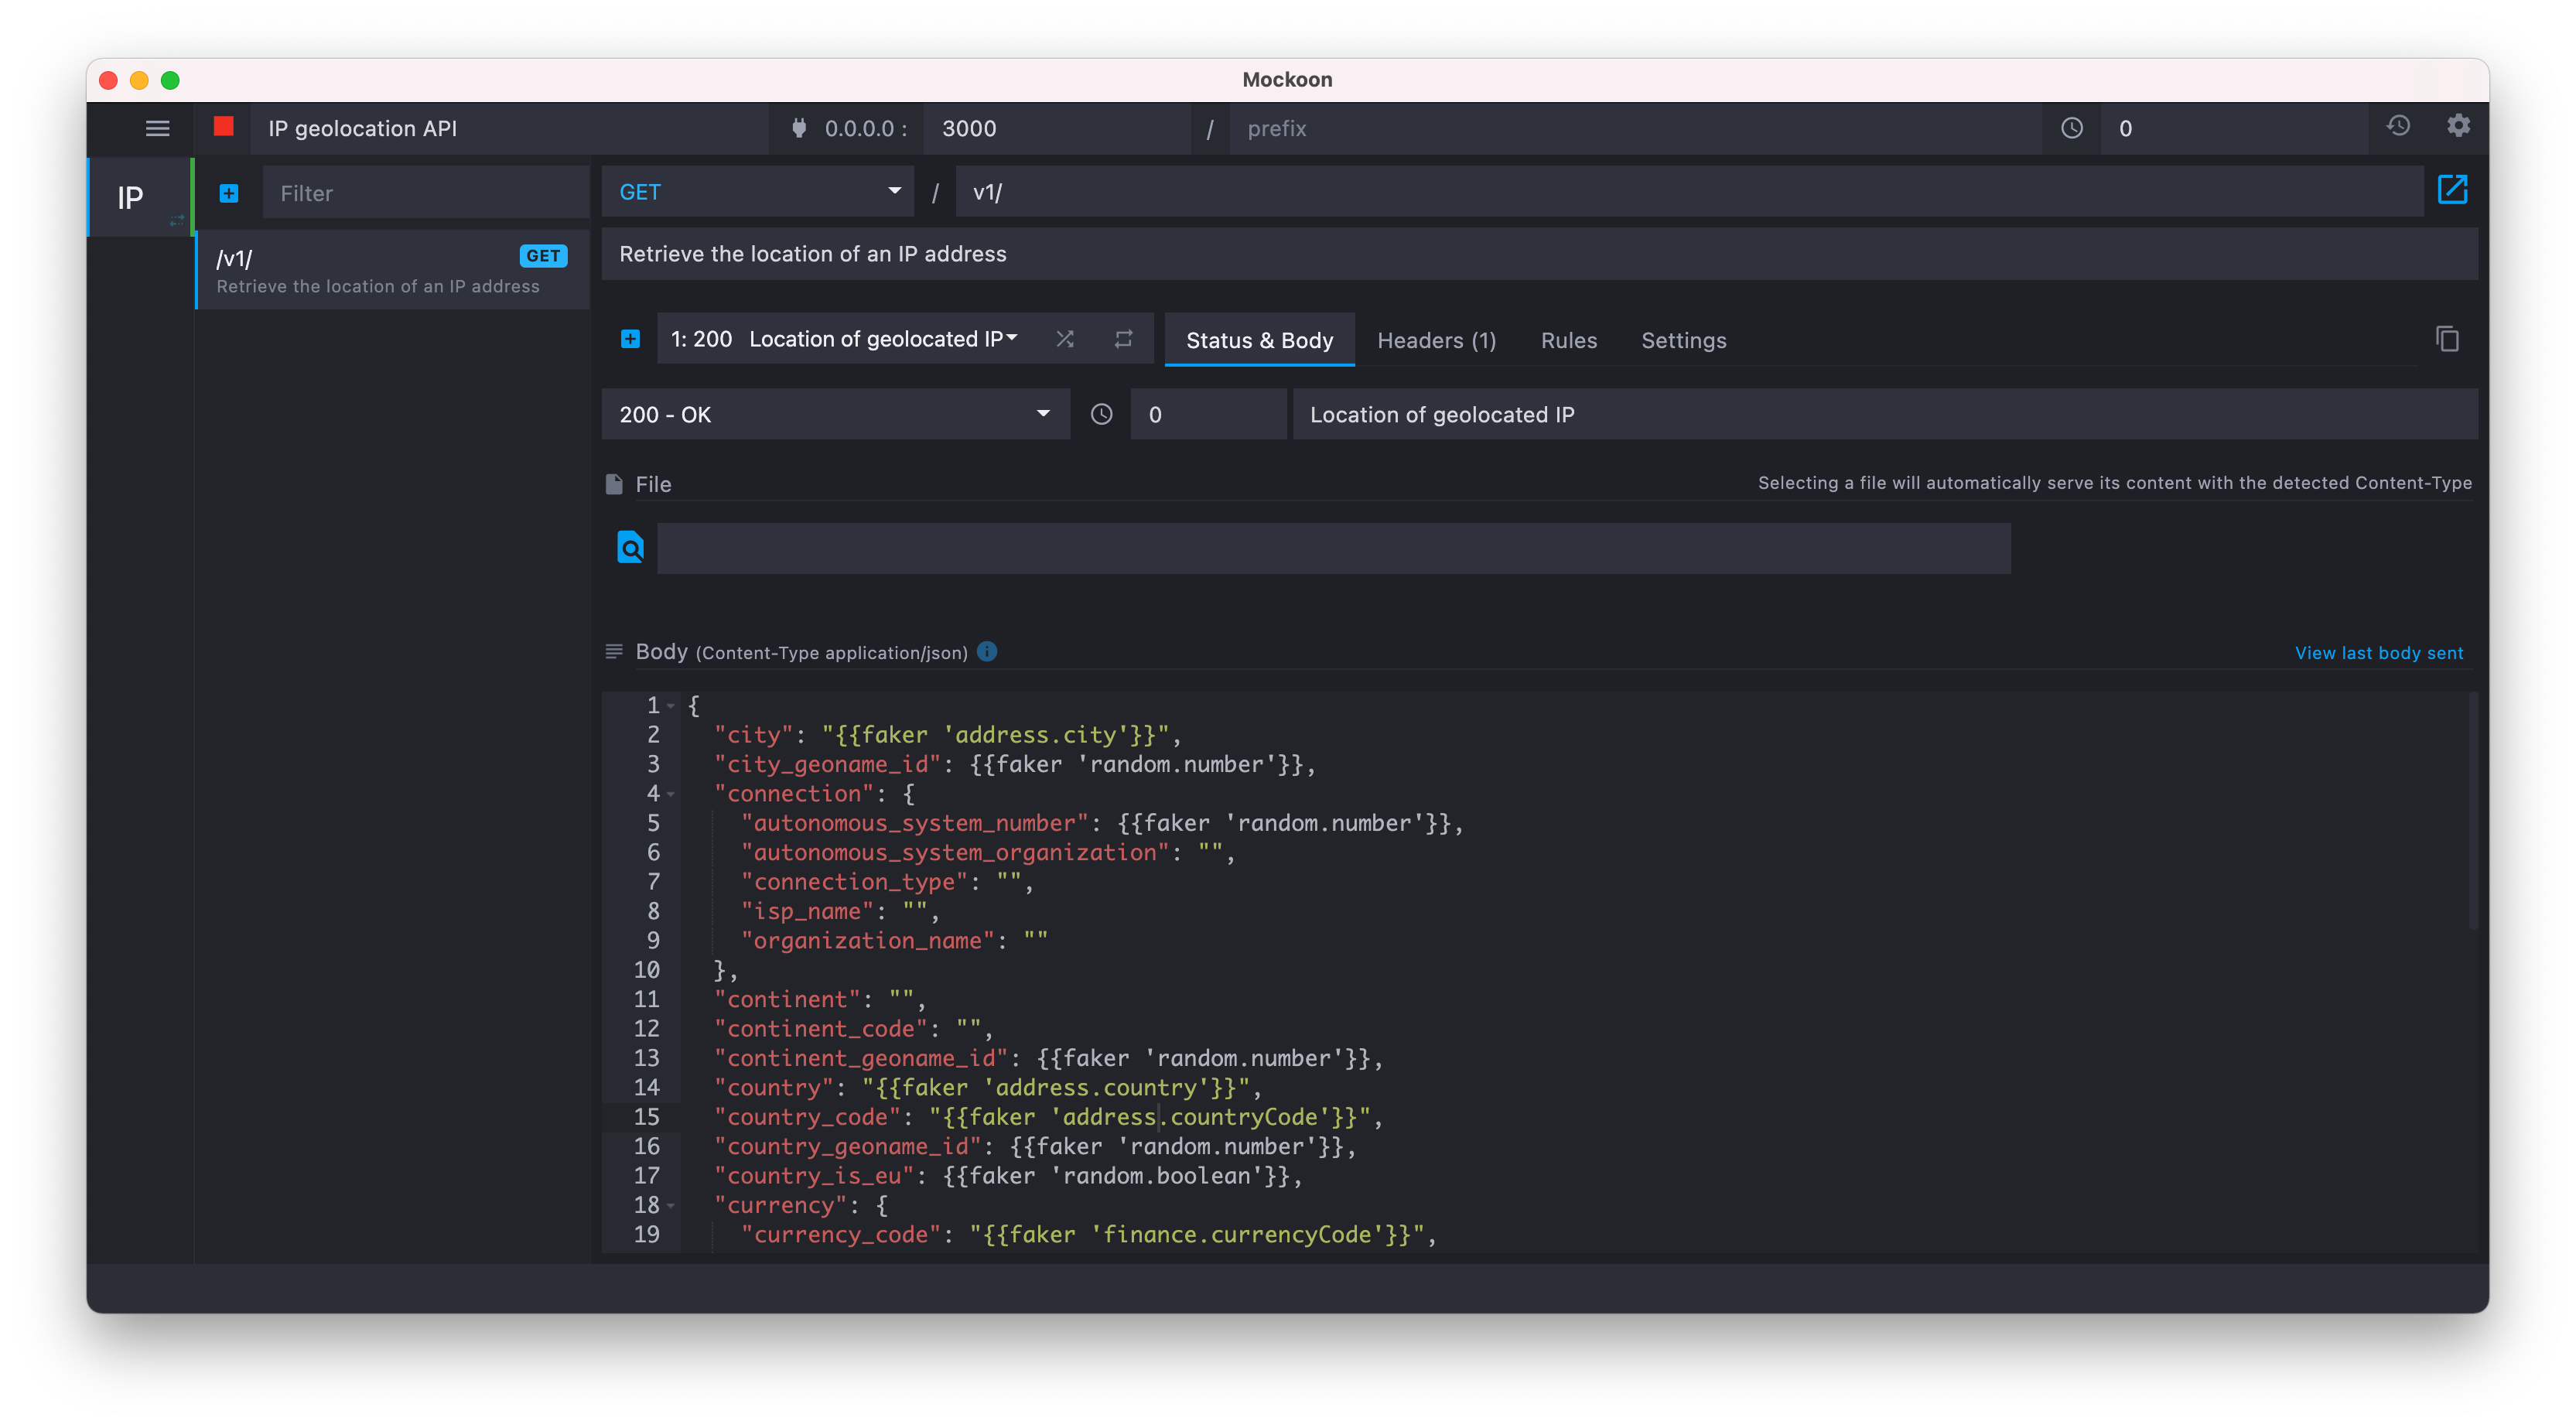 Mockoon
IP geolocation API
0.0.0.0 :
3000
/
prefix
0
IP
Filter
GET
/
v1/
/v1/
GET
Retrieve the location of an IP address
Retrieve the location of an IP address
1: 200 Location of geolocated IP
Status & Body
Headers (1)
Rules
Settings
200 - OK
0
Location of geolocated IP
File
Selecting a file will automatically serve its content with the detected Content-Type
Body (Content-Type application/json)
View last body sent
1 {
2 "city": "{{faker 'address.city'}}",
3 "city_geoname_id": {{faker 'random.number'}},
4 "connection": {
5 "autonomous_system_number": {{faker 'random.number'}},
6 "autonomous_system_organization": "",
7 "connection_type": "",
8 "isp_name": "",
9 "organization_name": ""
10 },
11 "continent": "",
12 "continent_code": "",
13 "continent_geoname_id": {{faker 'random.number'}},
14 "country": "{{faker 'address.country'}}",
15 "country_code": "{{faker 'address.countryCode'}}",
16 "country_geoname_id": {{faker 'random.number'}},
17 "country_is_eu": {{faker 'random.boolean'}},
18 "currency": {
19 "currency_code": "{{faker 'finance.currencyCode'}}",